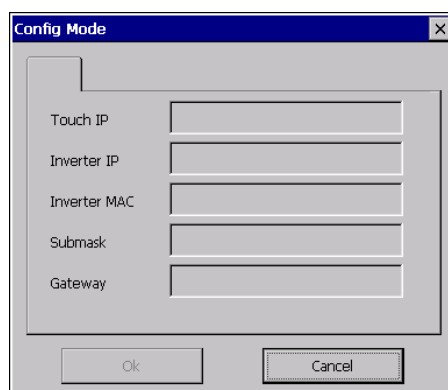 Config Mode
Touch IP
Inverter IP
Inverter MAC
Submask
Gateway
Ok Cancel